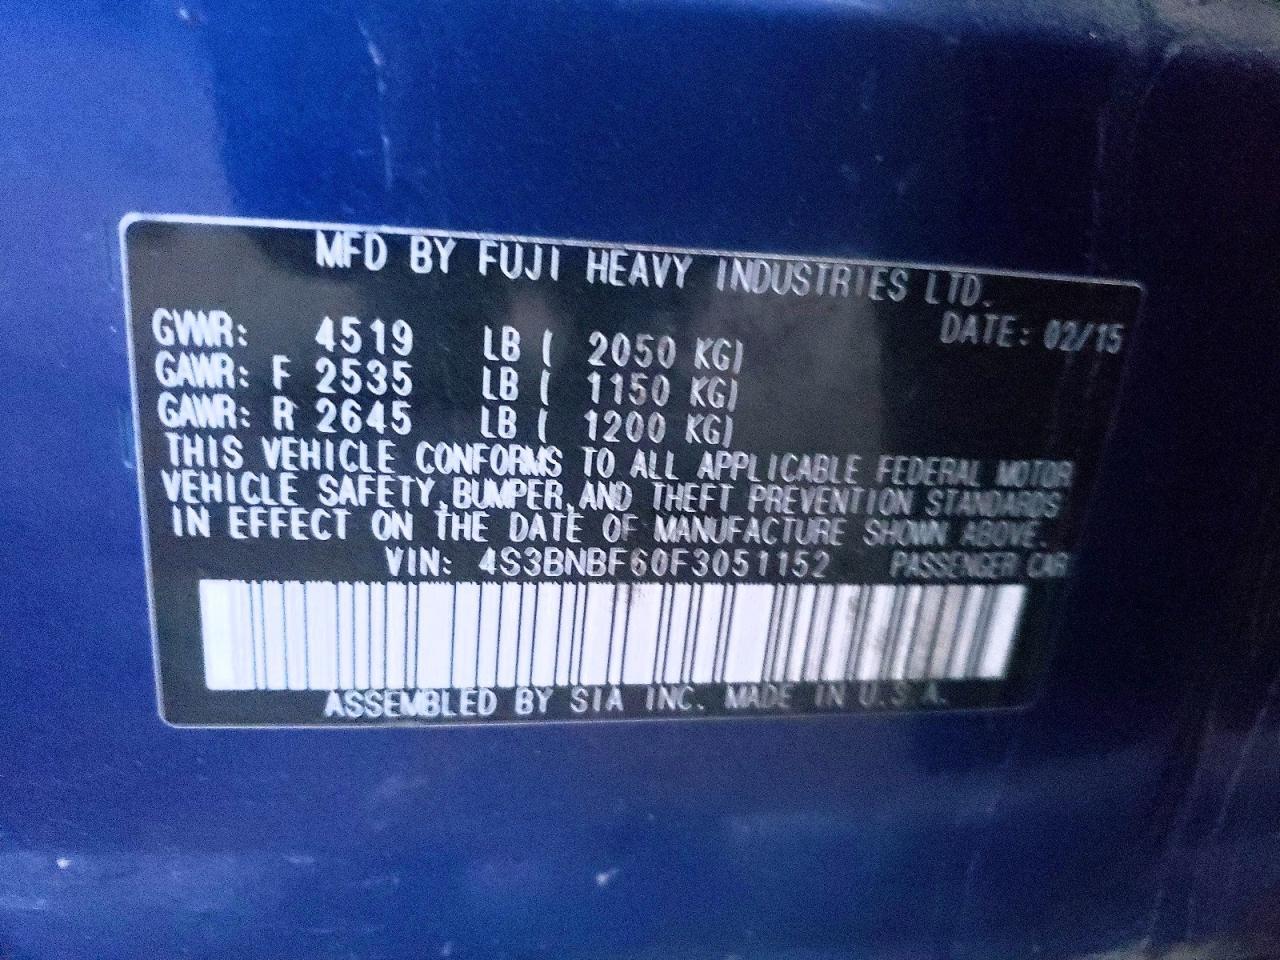 MFD BY FUJI HEAVY INDUSTRIES LTD.
DATE: 02/15
GVWR: 4519 LB ( 2050 KG)
GAWR: F 2535 LB ( 1150 KG)
GAWR: R 2645 LB ( 1200 KG)
THIS VEHICLE CONFORMS TO ALL APPLICABLE FEDERAL MOTOR
VEHICLE SAFETY, BUMPER, AND THEFT PREVENTION STANDARDS
IN EFFECT ON THE DATE OF MANUFACTURE SHOWN ABOVE.
VIN: 4S3BNBF60F3051152 PASSENGER CAR
ASSEMBLED BY SIA INC. MADE IN U.S.A.